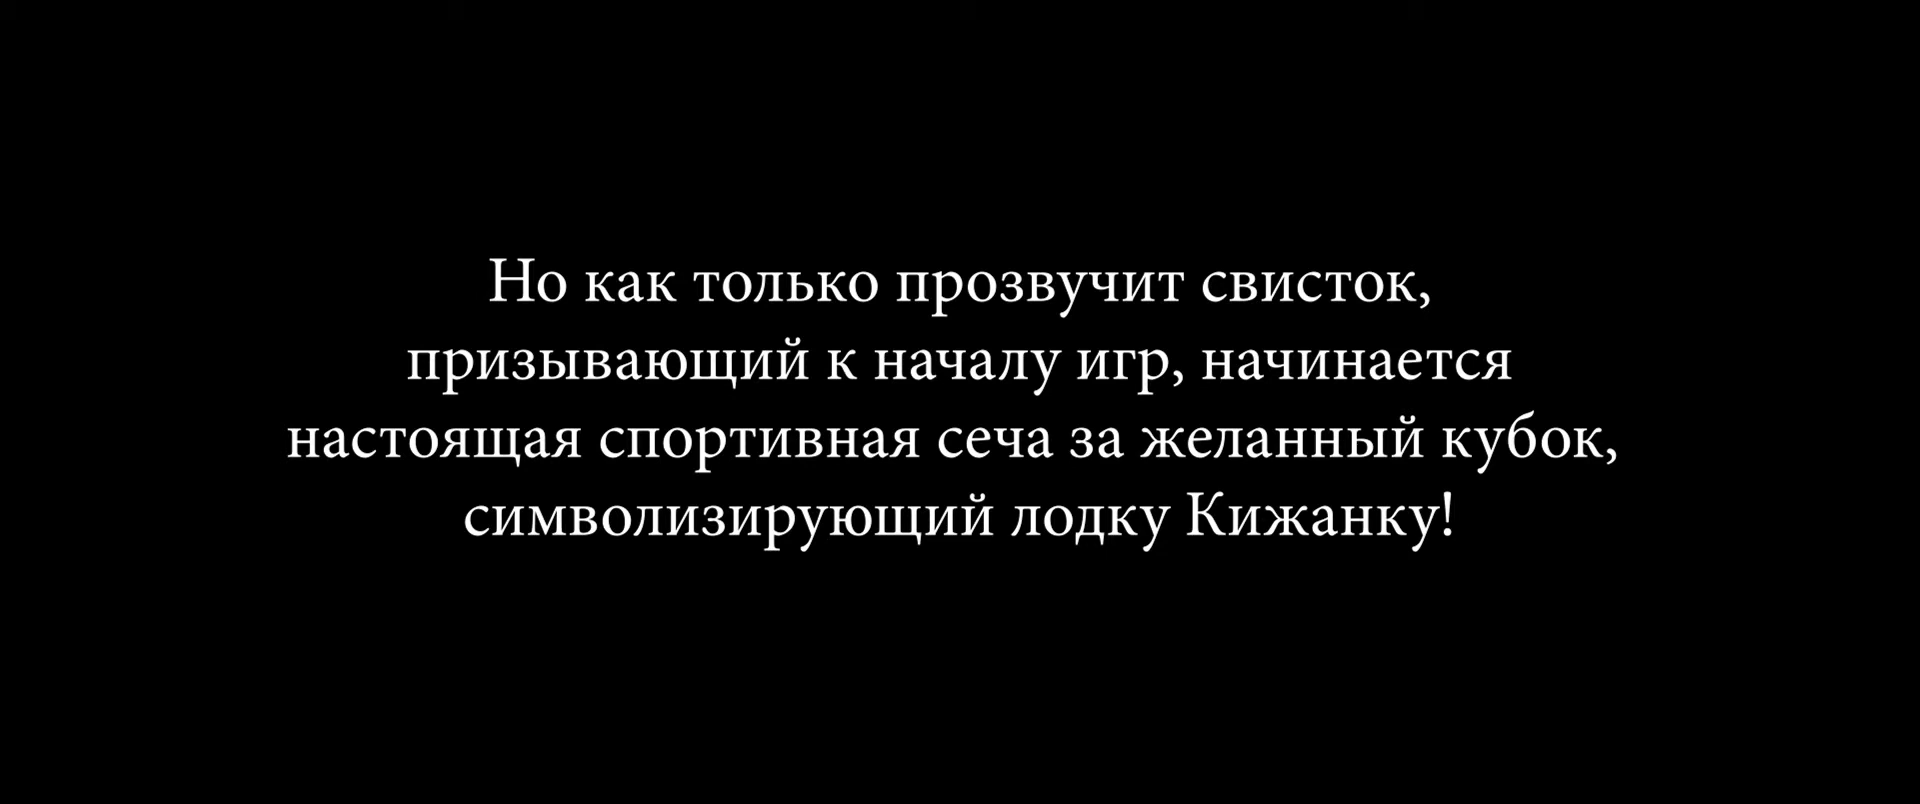 Но как только прозвучит свисток,
призывающий к началу игр, начинается
настоящая спортивная сеча за желанный кубок,
символизирующий лодку Кижанку!